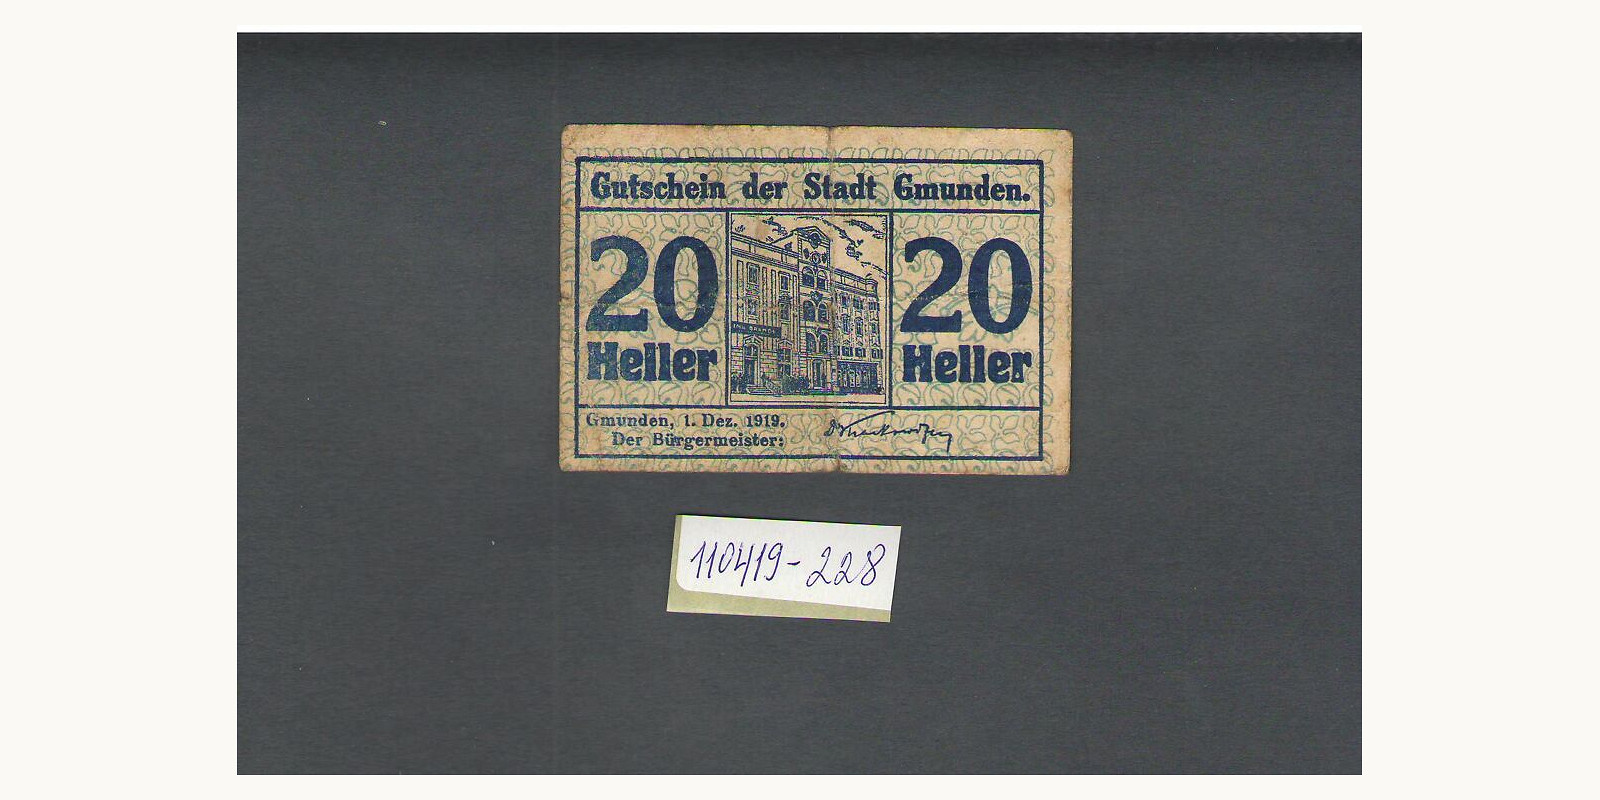 Gutschein der Stadt Gmunden.
20
Heller
20
Heller
Gmunden, 1. Dez. 1919.
Der Bürgermeister:
110419-228